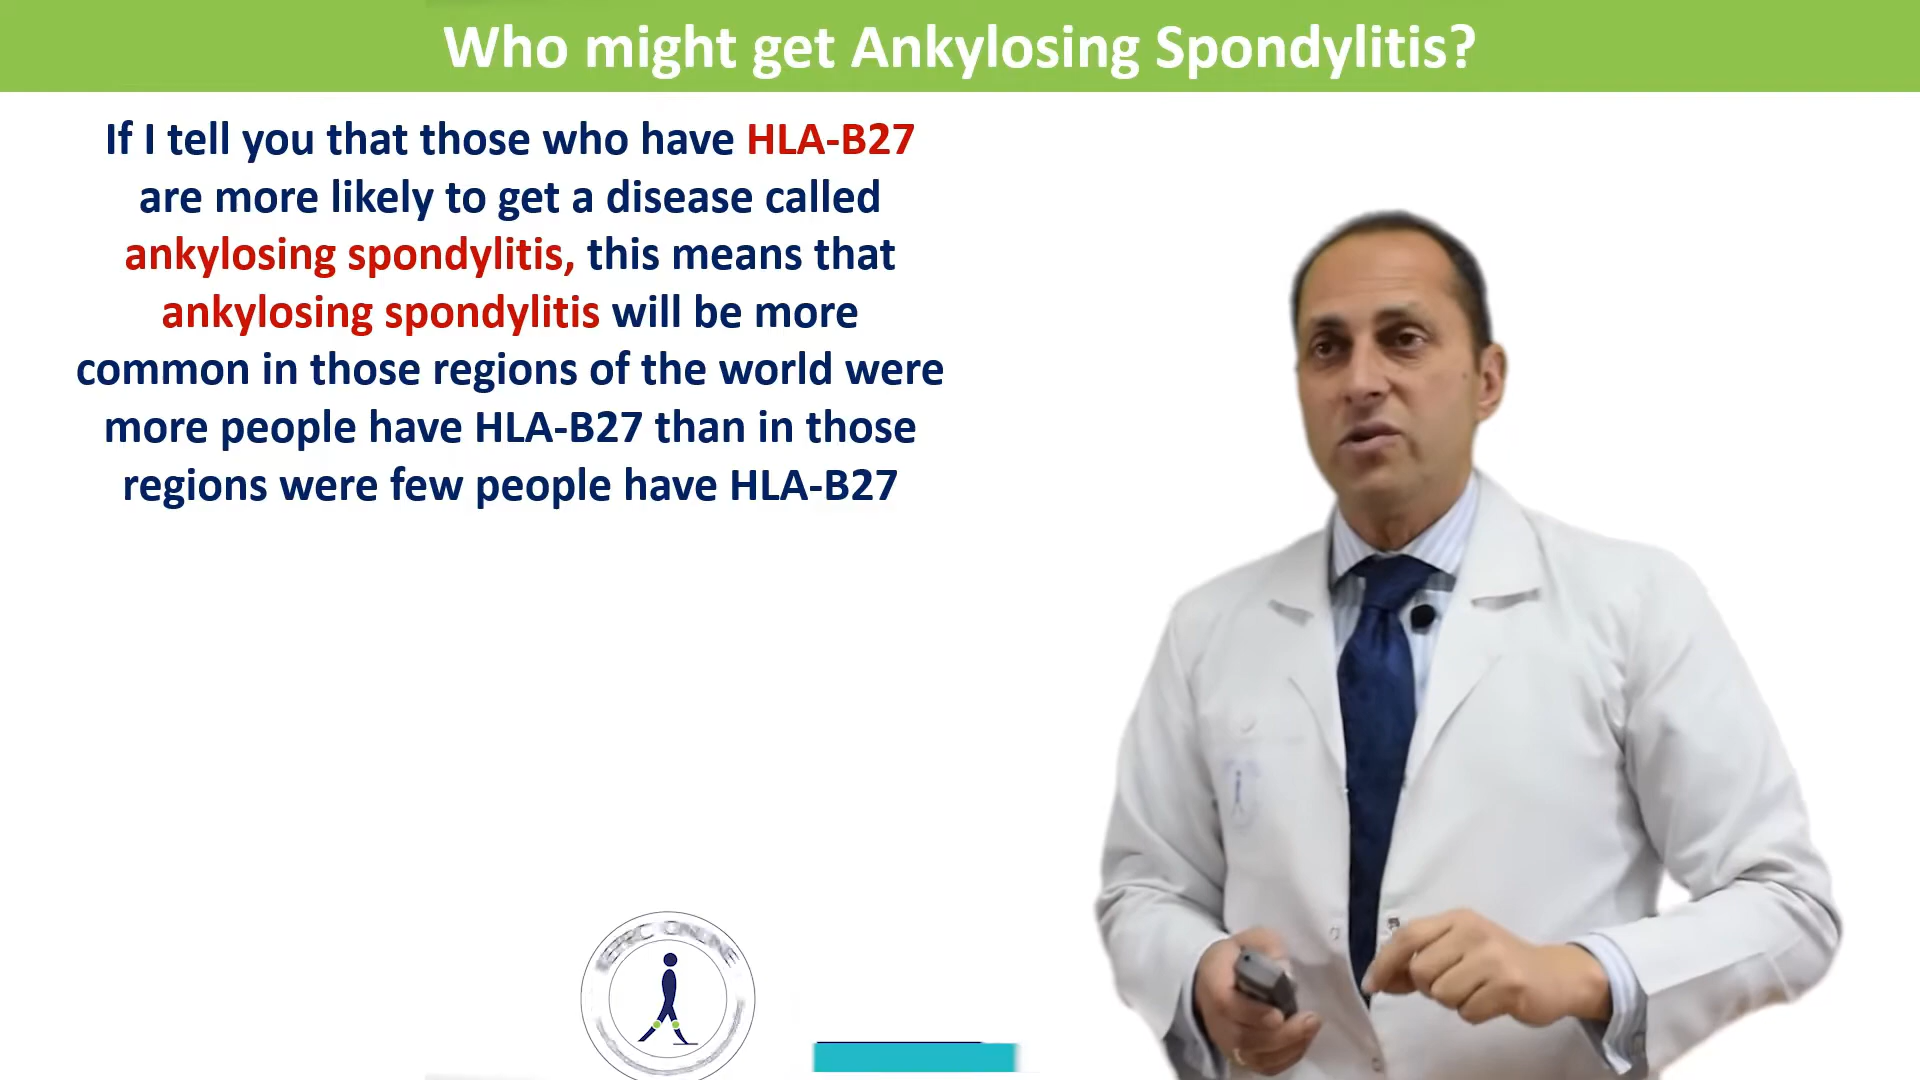 Who might get Ankylosing Spondylitis?
If I tell you that those who have HLA-B27
are more likely to get a disease called
ankylosing spondylitis, this means that
ankylosing spondylitis will be more
common in those regions of the world were
more people have HLA-B27 than in those
regions were few people have HLA-B27
ONLINE